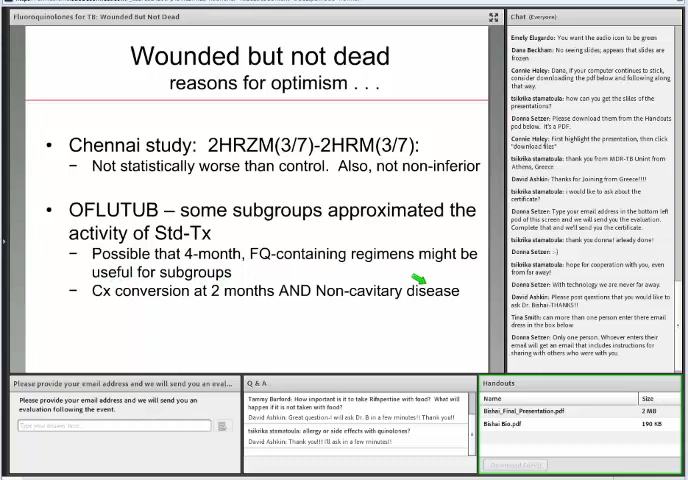 Fluoroquinolones for TB: Wounded But Not Dead
Wounded but not dead
reasons for optimism . . .
• Chennai study: 2HRZM(3/7)-2HRM(3/7):
– Not statistically worse than control. Also, not non-inferior
• OFLUTUB – some subgroups approximated the
activity of Std-Tx
– Possible that 4-month, FQ-containing regimens might be
useful for subgroups
– Cx conversion at 2 months AND Non-cavitary disease
Chat (Everyone)
Emely Elugardo: You want the audio icon to be green
Dana Beckham: No seeing slides; appears that slides are
frozen
Connie Haley: Dana, if your computer continues to stick,
consider downloading the pdf below and following along
that way.
tsikrika stamatoula: how can you get the slites of the
presentations?
Donna Setzer: Please download them from the Handouts
pod below. It's a PDF.
Connie Haley: First highlight the presentation, then click
"download files"
tsikrika stamatoula: thank you from MDR-TB Unint from
Athens, Greece
David Ashkin: Thanks for Joining from Greece!!!!
tsikrika stamatoula: i would like to ask about the
certificate?
Donna Setzer: Type your email address in the bottom left
pod of this screen and we will send you the evaluation.
Complete that and we'll send you the certificate.
tsikrika stamatoula: thank you donna! arleady done!
Donna Setzer: :-)
tsikrika stamatoula: hope for cooperation with you, even
from far away!
Donna Setzer: With technology we are never far away.
David Ashkin: Please post questions that you would like to
ask Dr. Bishai-THANKS!!
Tina Smith: can more than one person enter there email
dress in the box below
Donna Setzer: Only one person. Whoever enters their
email will get an email that includes instructions for
sharing with others who were with you
Please provide your email address and we will send you an eval...
Please provide your email address and we will send you an
evaluation following the event.
Type your answer here...
Q & A
Tammy Burford: How important is it to take Rifapentine with food? What will
happen if it is not taken with food?
David Ashkin: Great question-I will ask Dr. B in a few minutes!! Thank you!!
tsikrika stamatoula: allergy or side effects with quinolones?
David Ashkin: Thank you!!! I'll ask in a few minutes!!
Handouts
Name Size
Bishai_Final_Presentation.pdf 2 MB
Bishai Bio.pdf 190 KB
Download File(s)